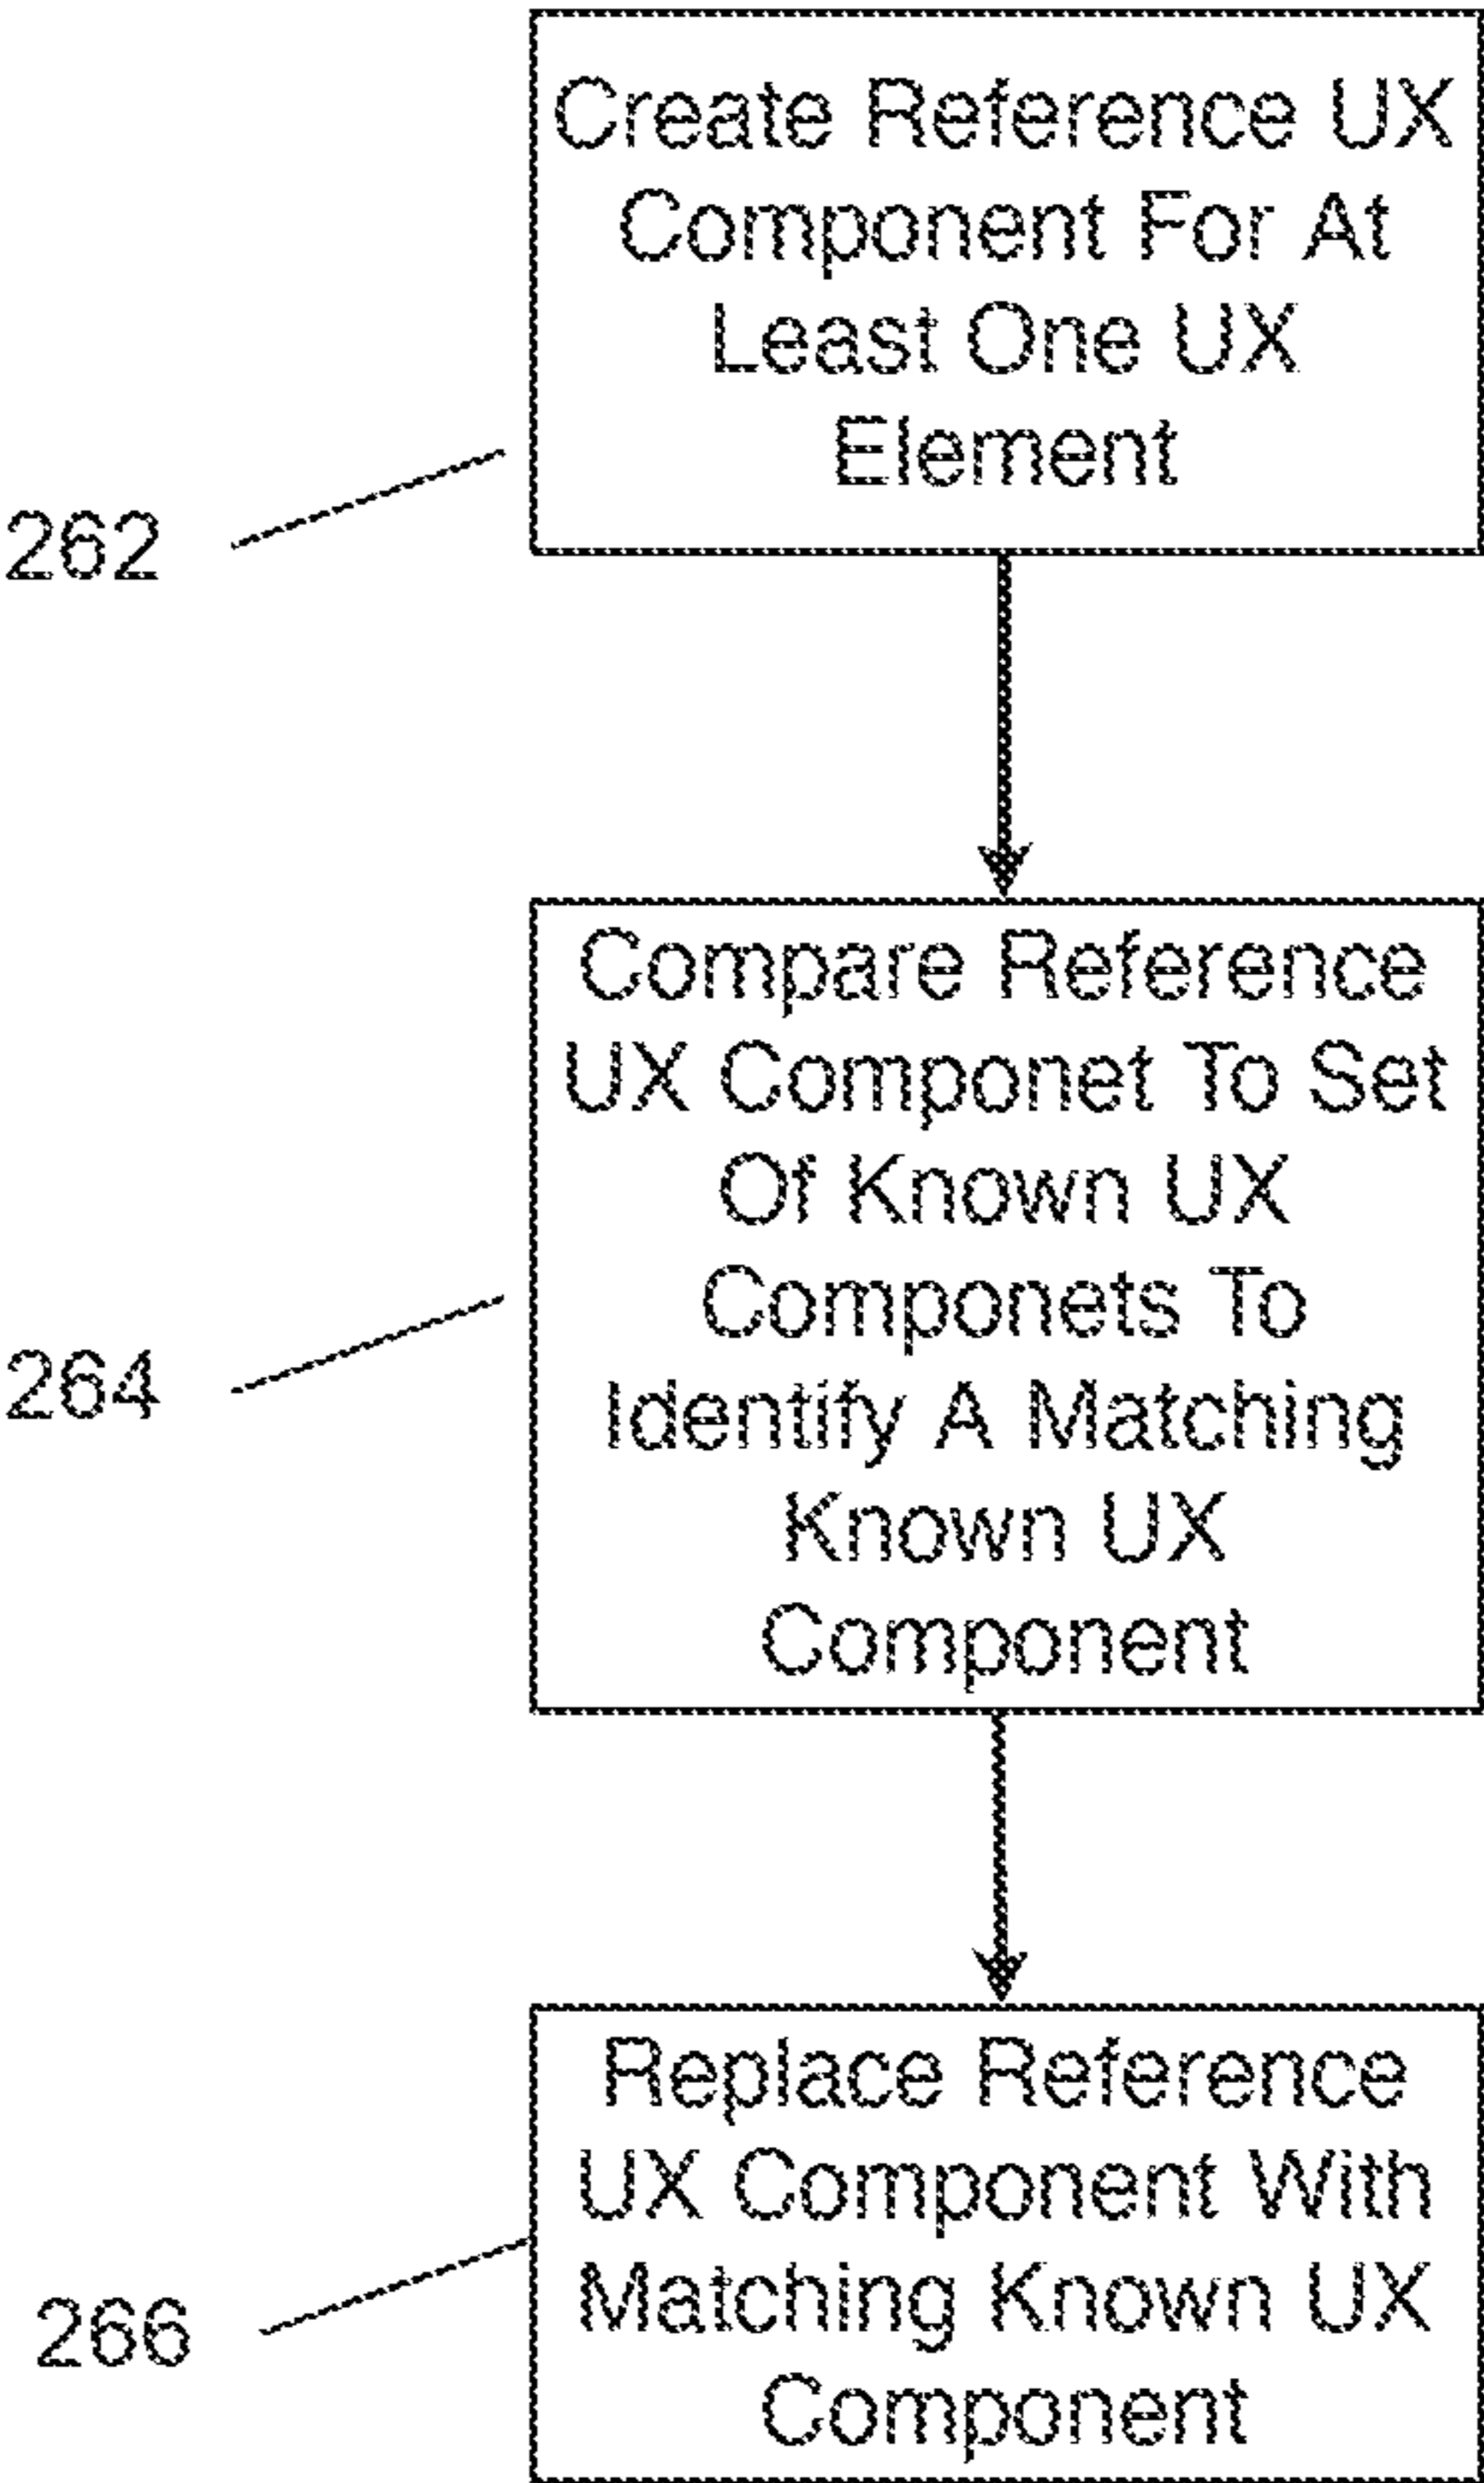 Create Reference UX
Component For At
Least One UX
Element
262
Compare Reference
UX Componet To Set
Of Known UX
Componets To
Identify A Matching
Known UX
Component
264
Replace Reference
UX Component With
Matching Known UX
Component
266